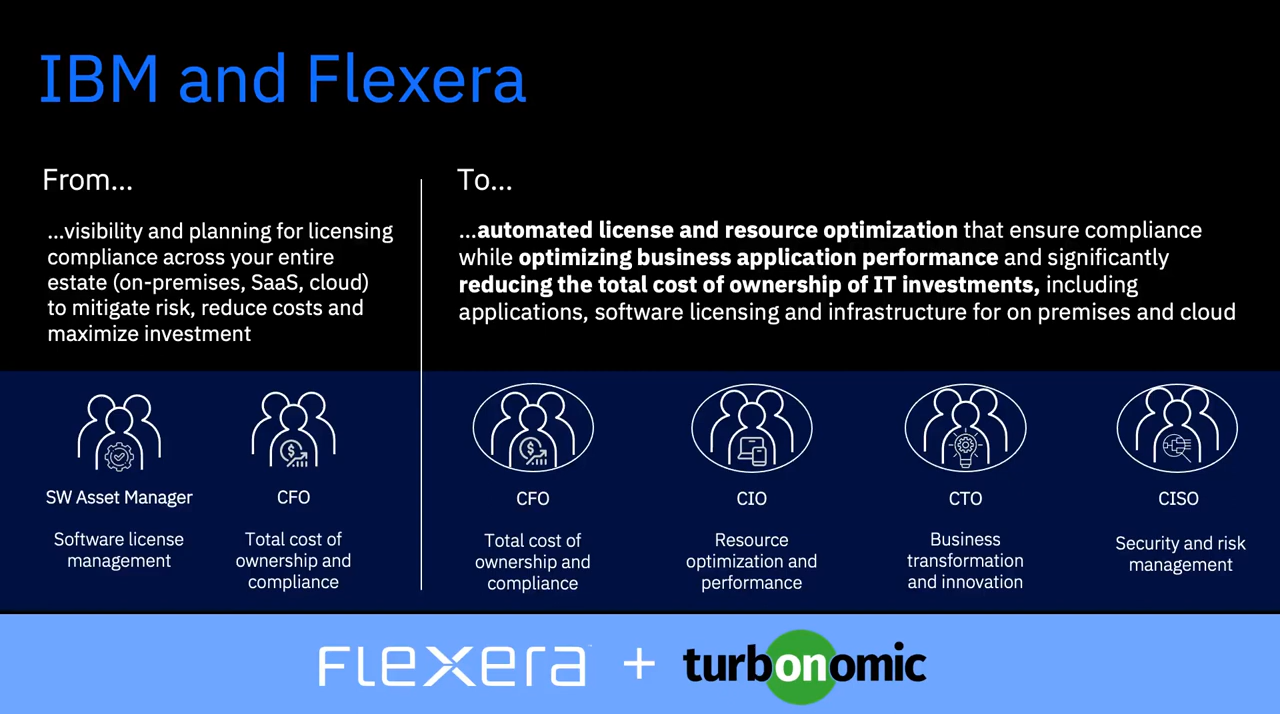 IBM and Flexera
From...
...visibility and planning for licensing
compliance across your entire
estate (on-premises, SaaS, cloud)
to mitigate risk, reduce costs and
maximize investment
To...
...automated license and resource optimization that ensure compliance
while optimizing business application performance and significantly
reducing the total cost of ownership of IT investments, including
applications, software licensing and infrastructure for on premises and cloud
SW Asset Manager
Software license
management
CFO
Total cost of
ownership and
compliance
CFO
Total cost of
ownership and
compliance
CIO
Resource
optimization and
performance
CTO
Business
transformation
and innovation
CISO
Security and risk
management
FLEXERA + turbonomic